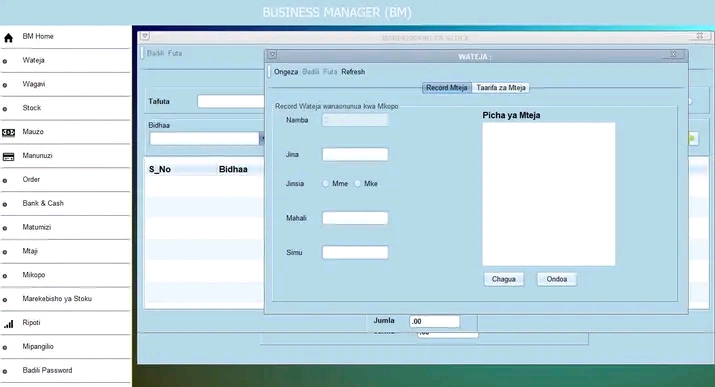 BUSINESS MANAGER (BM)
BM Home
Wateja
Wagavi
Stock
Mauzo
Manunuzi
Order
Bank & Cash
Matumizi
Mtaji
Mikopo
Marekebisho ya Stoku
Ripoti
Mipangilio
Badili Password
MAREKEBISHO YA STOCK
Badili Futa
Tafuta
Bidhaa
S_No Bidhaa
WATEJA :
Ongeza Badili Futa Refresh
Record Mteja Taarifa za Mteja
Record Wateja wanaonunua kwa Mkopo
Namba
Jina
Jinsia Mme Mke
Mahali
Simu
Picha ya Mteja
Chagua Ondoa
Jumla .00
.00